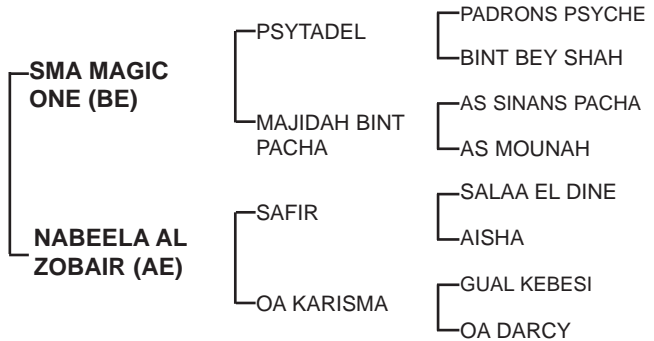 PADRONS PSYCHE
PSYTADEL
BINT BEY SHAH
SMA MAGIC
ONE (BE)
AS SINANS PACHA
MAJIDAH BINT
PACHA
AS MOUNAH
SALAA EL DINE
SAFIR
AISHA
NABEELA AL
ZOBAIR (AE)
GUAL KEBESI
OA KARISMA
OA DARCY